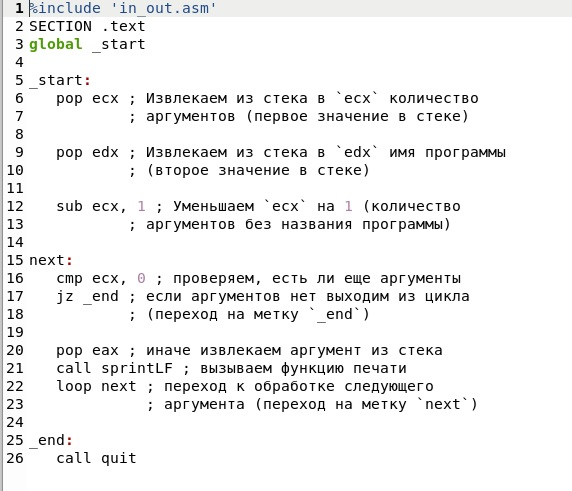 1 %include 'in_out.asm'
2 SECTION .text
3 global _start
4
5 _start:
6 pop ecx ; Извлекаем из стека в `ecx` количество
7 ; аргументов (первое значение в стеке)
8
9 pop edx ; Извлекаем из стека в `edx` имя программы
10 ; (второе значение в стеке)
11
12 sub ecx, 1 ; Уменьшаем `ecx` на 1 (количество
13 ; аргументов без названия программы)
14
15 next:
16 cmp ecx, 0 ; проверяем, есть ли еще аргументы
17 jz _end ; если аргументов нет выходим из цикла
18 ; (переход на метку `_end`)
19
20 pop eax ; иначе извлекаем аргумент из стека
21 call sprintLF ; вызываем функцию печати
22 loop next ; переход к обработке следующего
23 ; аргумента (переход на метку `next`)
24
25 _end:
26 call quit